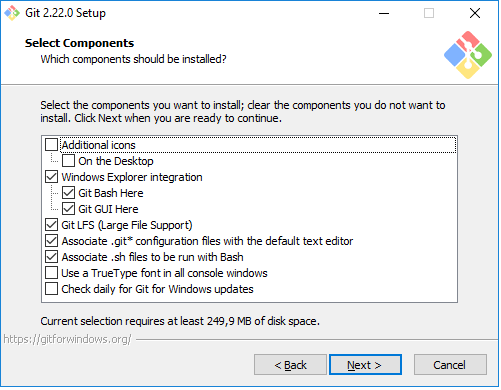 Git 2.22.0 Setup
Select Components
Which components should be installed?
Select the components you want to install; clear the components you do not want to
install. Click Next when you are ready to continue.
Additional icons
On the Desktop
Windows Explorer integration
Git Bash Here
Git GUI Here
Git LFS (Large File Support)
Associate .git* configuration files with the default text editor
Associate .sh files to be run with Bash
Use a TrueType font in all console windows
Check daily for Git for Windows updates
Current selection requires at least 249,9 MB of disk space.
https://gitforwindows.org/
< Back
Next >
Cancel